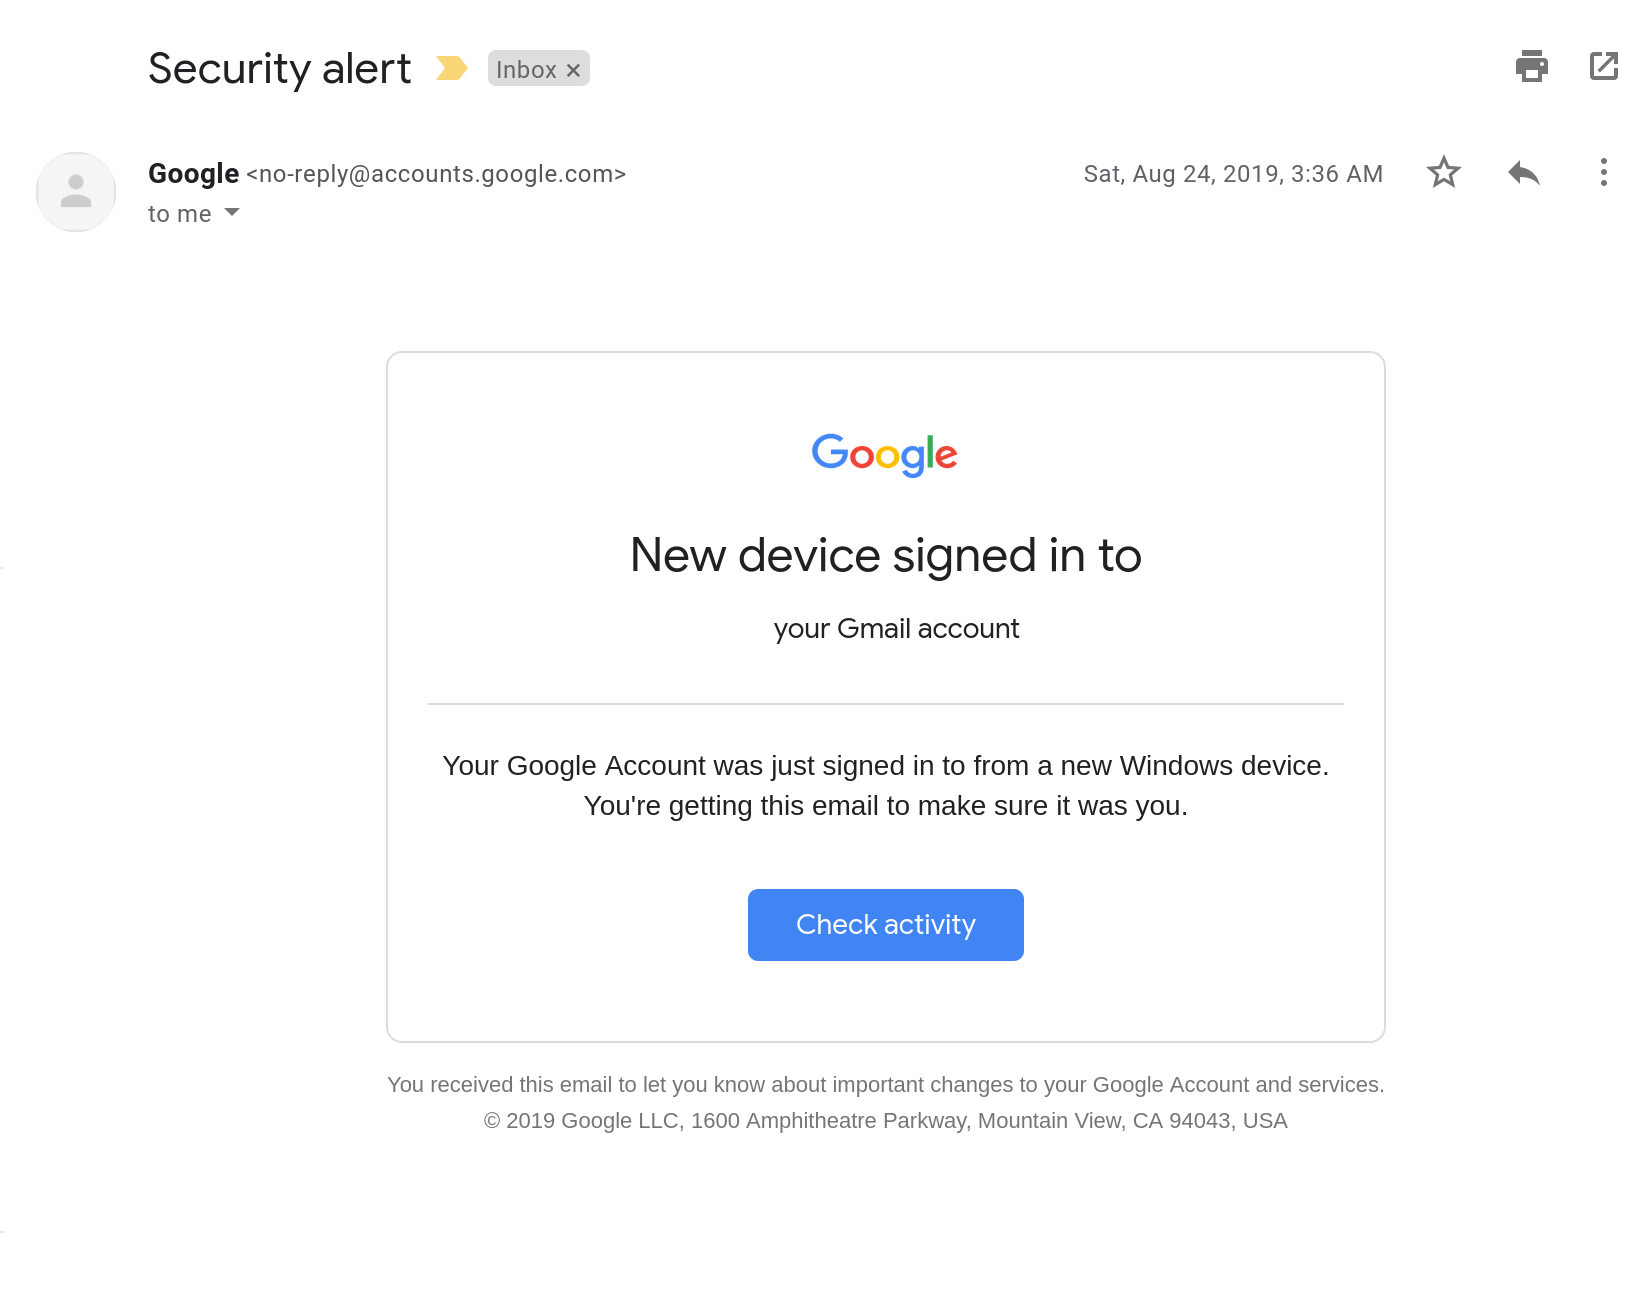 Security alert Inbox ×
Google <no-reply@accounts.google.com> Sat, Aug 24, 2019, 3:36 AM
to me
Google
New device signed in to
your Gmail account
Your Google Account was just signed in to from a new Windows device.
You're getting this email to make sure it was you.
Check activity
You received this email to let you know about important changes to your Google Account and services.
© 2019 Google LLC, 1600 Amphitheatre Parkway, Mountain View, CA 94043, USA